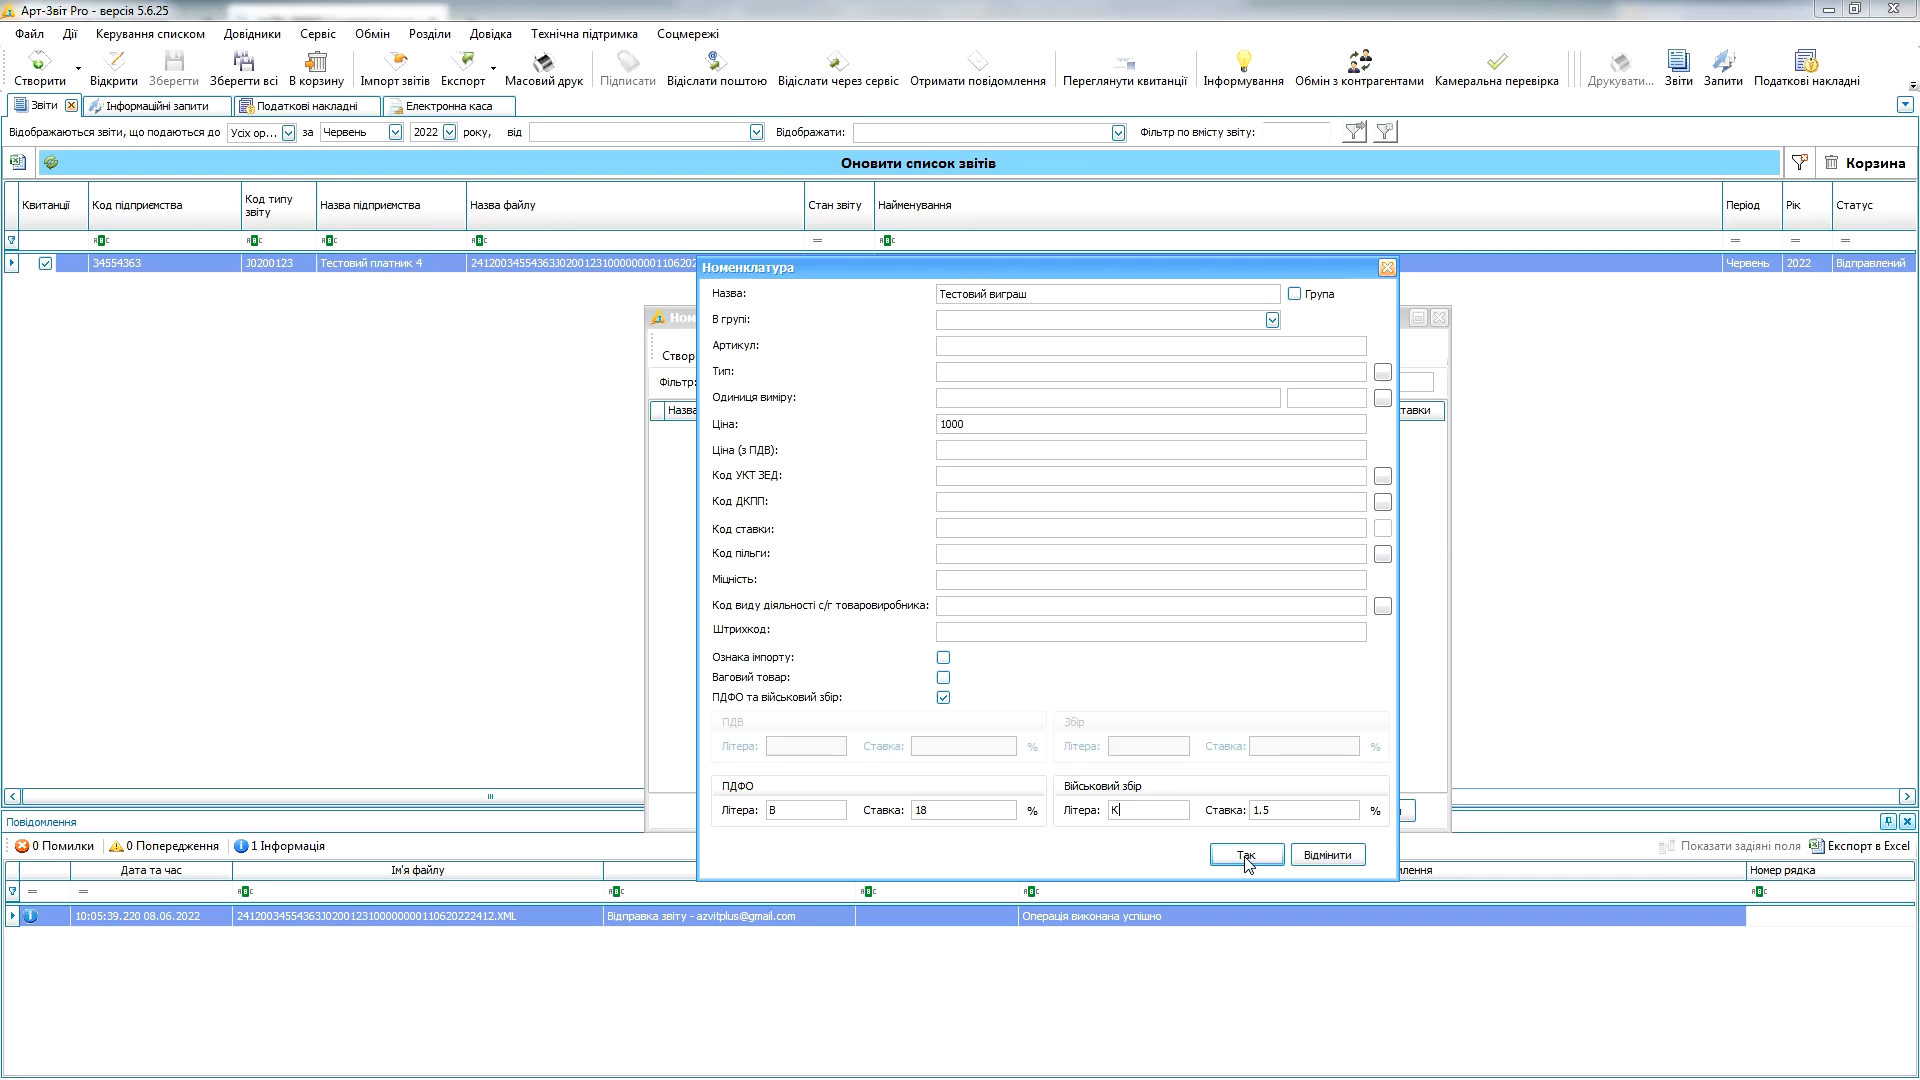 Арт-Звіт Pro - версія 5.6.25
Файл Дії Керування списком Довідники Сервіс Обмін Розділи Довідка Технічна підтримка Соцмережі
Створити Відкрити Зберегти Зберегти всі В корзину Імпорт звітів Експорт Масовий друк Підписати Відіслати поштою Відіслати через сервіс Отримати повідомлення Переглянути квитанції Інформування Обмін з контрагентами Камеральна перевірка Друкувати... Звіти Запити Податкові накладні
Звіти Інформаційні запити Податкові накладні Електронна каса
Відображаються звіти, що подаються до Усіх ор... за Червень 2022 року, від Відображати: Фільтр по вмісту звіту:
Оновити список звітів Корзина
Квитанції Код підприємства Код типу звіту Назва підприємства Назва файлу Стан звіту Найменування Період Рік Статус
34554363 J0200123 Тестовий платник 4 Червень 2022 Відправлений
Номенклатура
Назва: Тестовий виграш Група
В групі:
Артикул:
Тип:
Одиниця виміру:
Ціна: 1000
Ціна (з ПДВ):
Код УКТ ЗЕД:
Код ДКПП:
Код ставки:
Код пільги:
Міцність:
Код виду діяльності с/г товаровиробника:
Штрихкод:
Ознака імпорту:
Ваговий товар:
ПДФО та військовий збір:
ПДВ Збір
Літера: Ставка: % Літера: Ставка: %
ПДФО Військовий збір
Літера: В Ставка: 18 % Літера: К Ставка: 1.5 %
Так Відмінити
Фільтр:
Повідомлення
0 Помилки 0 Попередження 1 Інформація Показати задіяні поля Експорт в Excel
Дата та час Ім'я файлу Номер рядка
10:05:39.220 08.06.2022 24120034554363J0200123100000000110620222412.XML Відправка звіту - azvitplus@gmail.com Операція виконана успішно